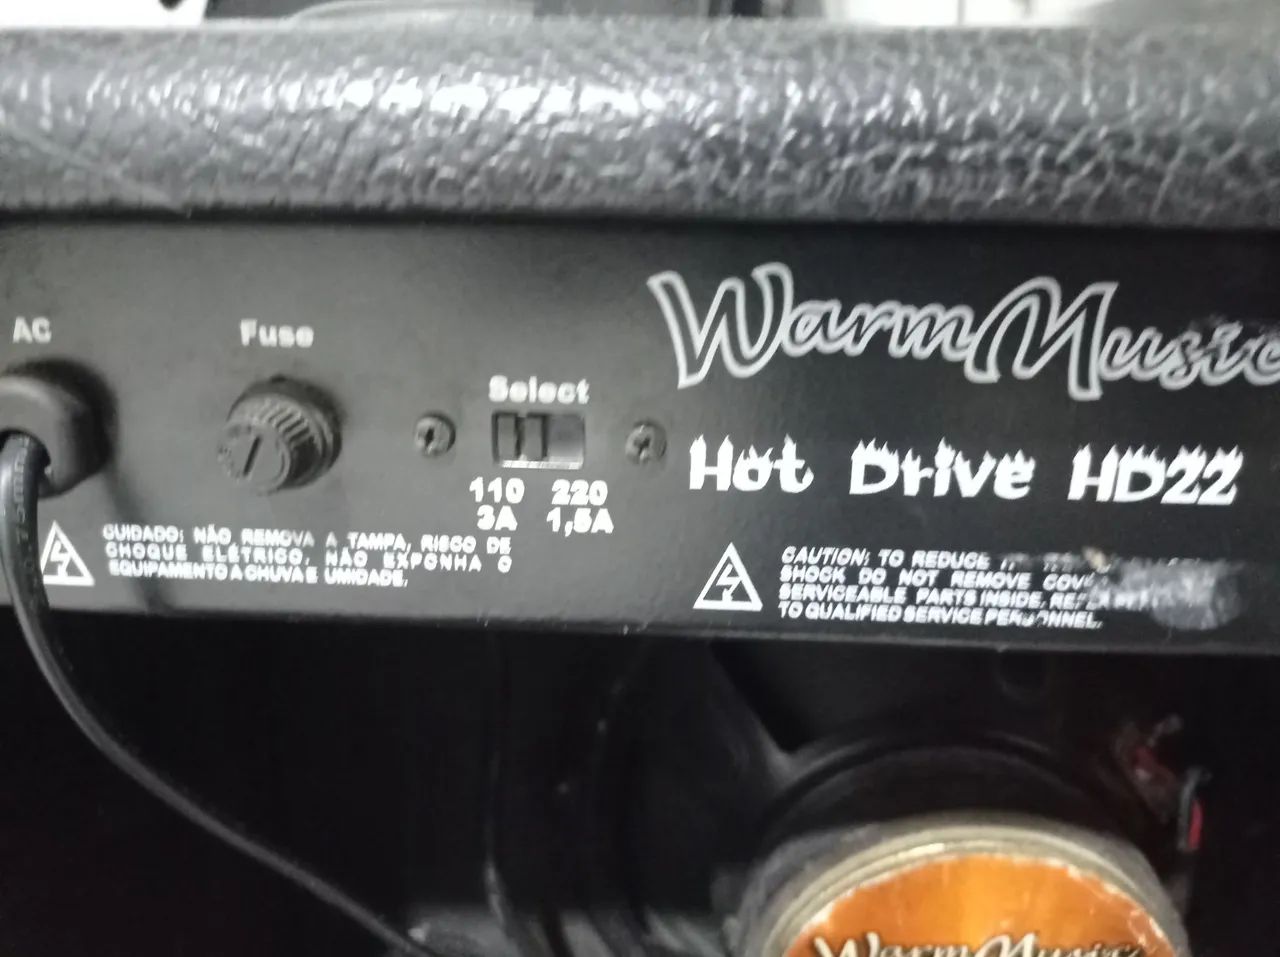 AC
Fuse
Select
110 220
3A 1,5A
CUIDADO: NÃO REMOVA A TAMPA, RISCO DE
CHOQUE ELÉTRICO, NÃO EXPONHA O
EQUIPAMENTO A CHUVA E UMIDADE,
WarmMusic
Hot Drive HD22
CAUTION: TO REDUCE
SHOCK DO NOT REMOVE
SERVICEABLE PARTS INSIDE.
TO QUALIFIED SERVICE PERSONNEL.
WarmMusic